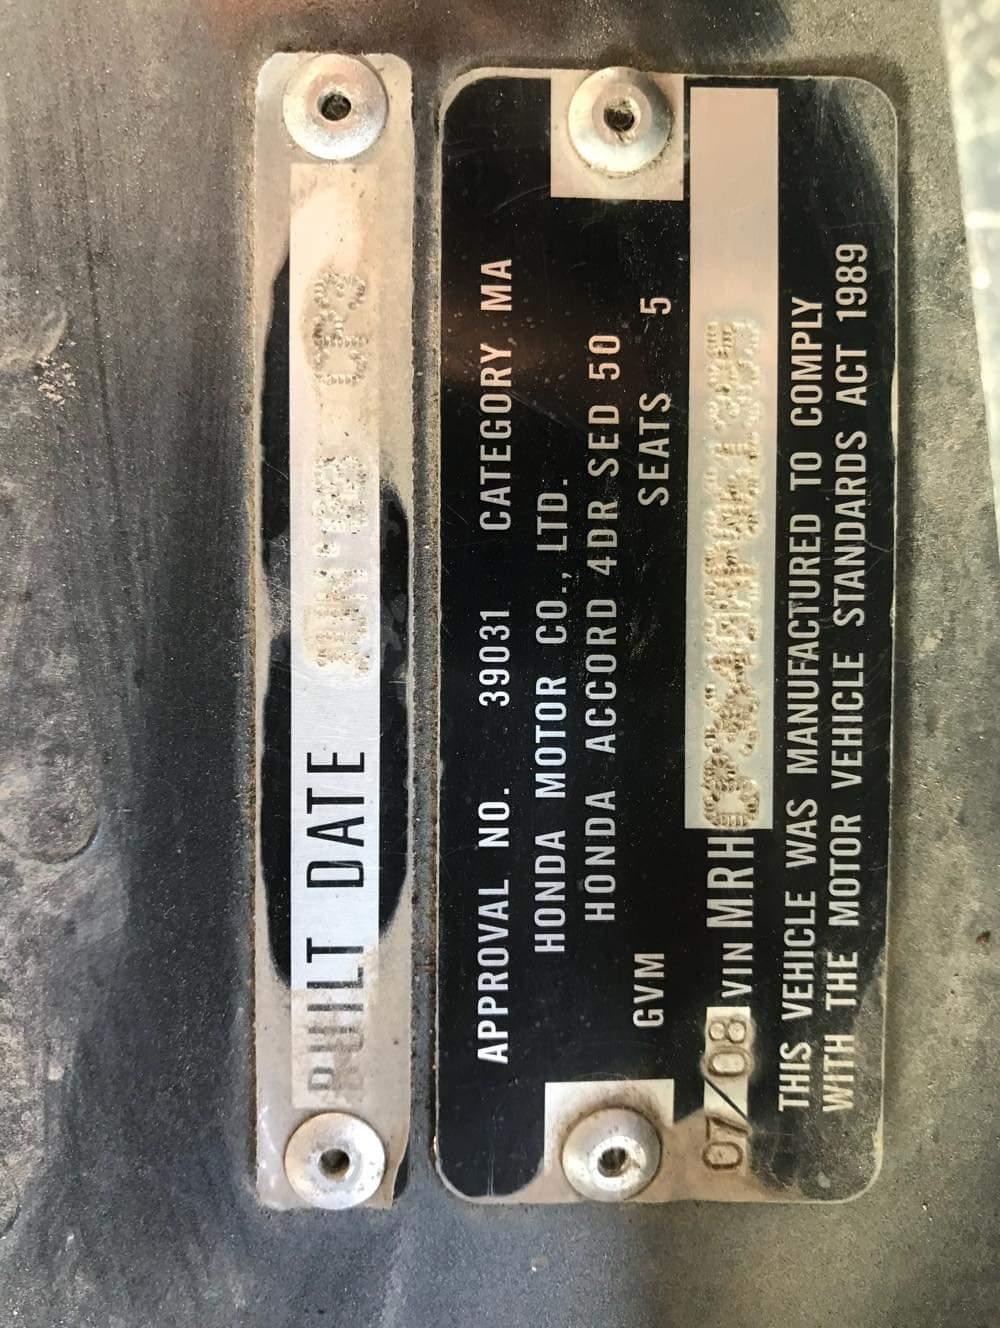 BUILT DATE
APPROVAL NO. 39031 CATEGORY MA
HONDA MOTOR CO., LTD.
HONDA ACCORD 4DR SED 50
GVM SEATS 5
07/08 VIN MRH
THIS VEHICLE WAS MANUFACTURED TO COMPLY
WITH THE MOTOR VEHICLE STANDARDS ACT 1989